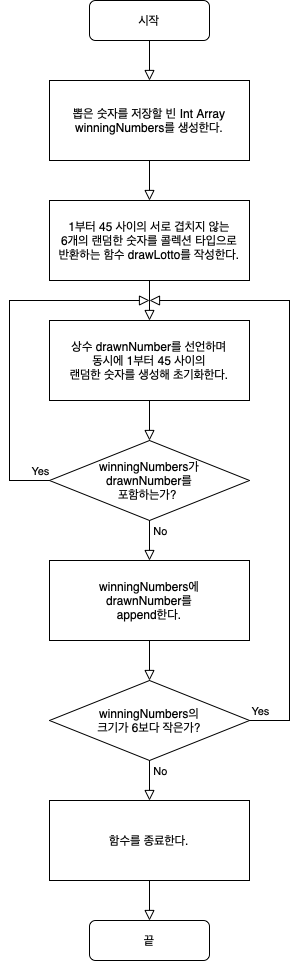 시작
뽑은 숫자를 저장할 빈 Int Array
winningNumbers를 생성한다.
1부터 45 사이의 서로 겹치지 않는
6개의 랜덤한 숫자를 콜렉션 타입으로
반환하는 함수 drawLotto를 작성한다.
상수 drawnNumber를 선언하며
동시에 1부터 45 사이의
랜덤한 숫자를 생성해 초기화한다.
Yes
winningNumbers가
drawnNumber를
포함하는가?
No
winningNumbers에
drawnNumber를
append한다.
winningNumbers의
크기가 6보다 작은가?
Yes
No
함수를 종료한다.
끝